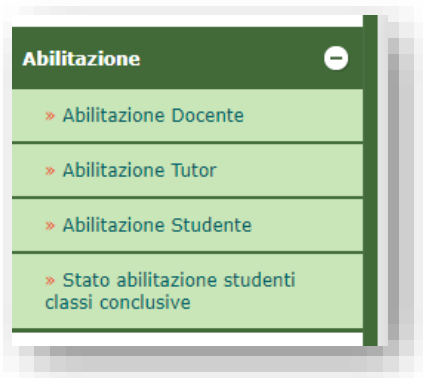 Abilitazione
» Abilitazione Docente
» Abilitazione Tutor
» Abilitazione Studente
» Stato abilitazione studenti
classi conclusive